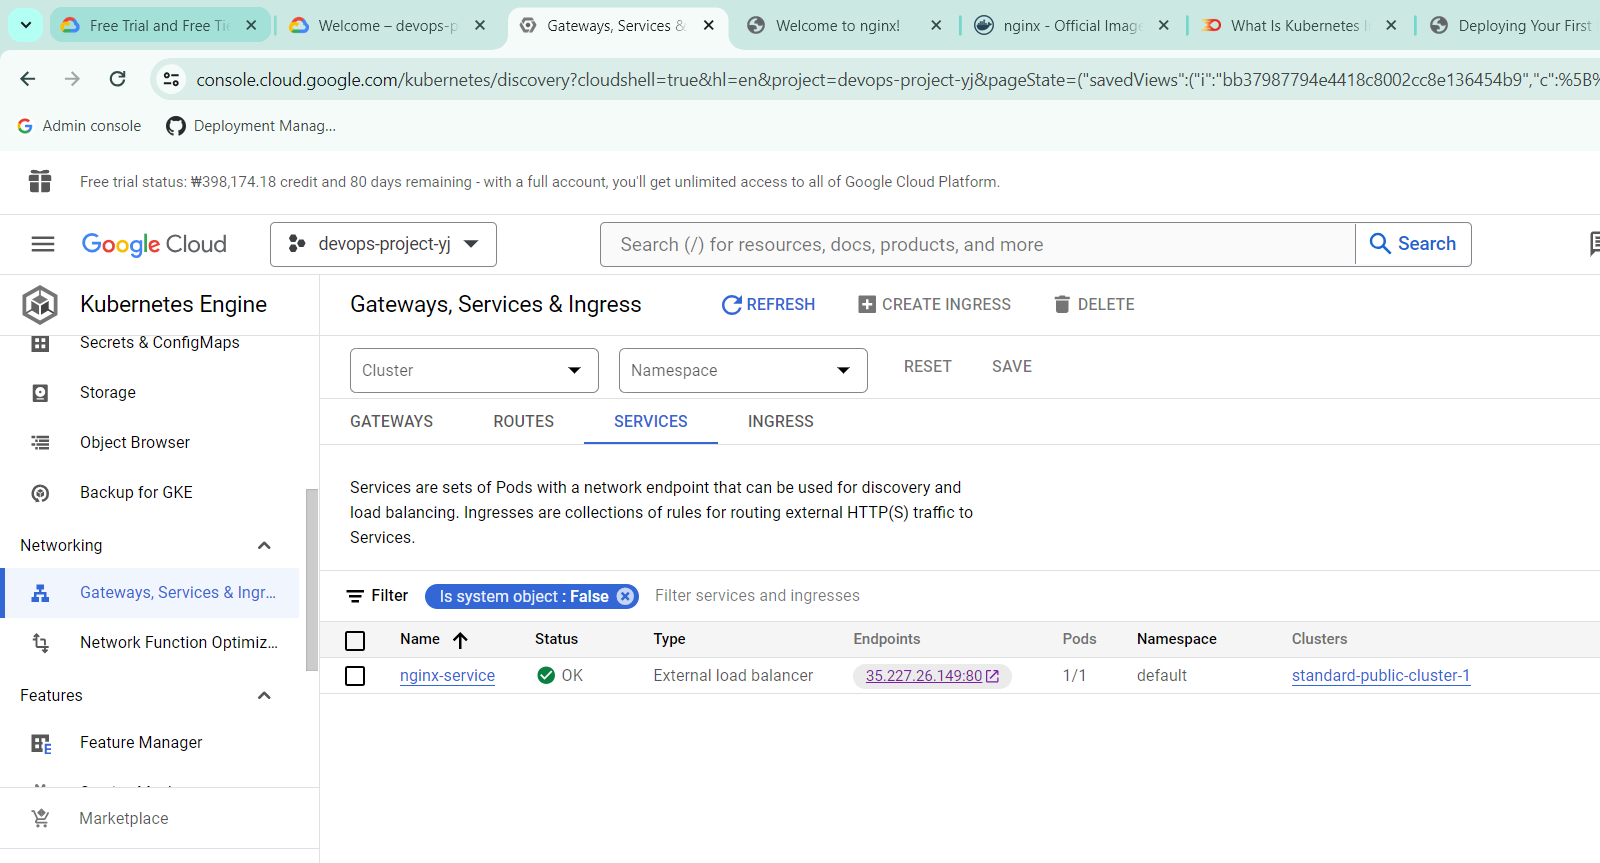 Free Trial and Free Tie
Welcome – devops-p
Gateways, Services &
Welcome to nginx!
nginx - Official Image
What Is Kubernetes I
Deploying Your First
console.cloud.google.com/kubernetes/discovery?cloudshell=true&hl=en&project=devops-project-yj&pageState=("savedViews":("i":"bb37987794e4418c8002cc8e136454b9","c":%5B%
Admin console
Deployment Manag...
Free trial status: ₩398,174.18 credit and 80 days remaining - with a full account, you'll get unlimited access to all of Google Cloud Platform.
Google Cloud
devops-project-yj
Search (/) for resources, docs, products, and more
Search
Kubernetes Engine
Secrets & ConfigMaps
Storage
Object Browser
Backup for GKE
Networking
Gateways, Services & Ingr...
Network Function Optimiz...
Features
Feature Manager
Marketplace
Gateways, Services & Ingress
REFRESH
CREATE INGRESS
DELETE
Cluster
Namespace
RESET
SAVE
GATEWAYS
ROUTES
SERVICES
INGRESS
Services are sets of Pods with a network endpoint that can be used for discovery and
load balancing. Ingresses are collections of rules for routing external HTTP(S) traffic to
Services.
Filter
Is system object : False
Filter services and ingresses
Name Status Type Endpoints Pods Namespace Clusters
nginx-service OK External load balancer 35.227.26.149:80 1/1 default standard-public-cluster-1